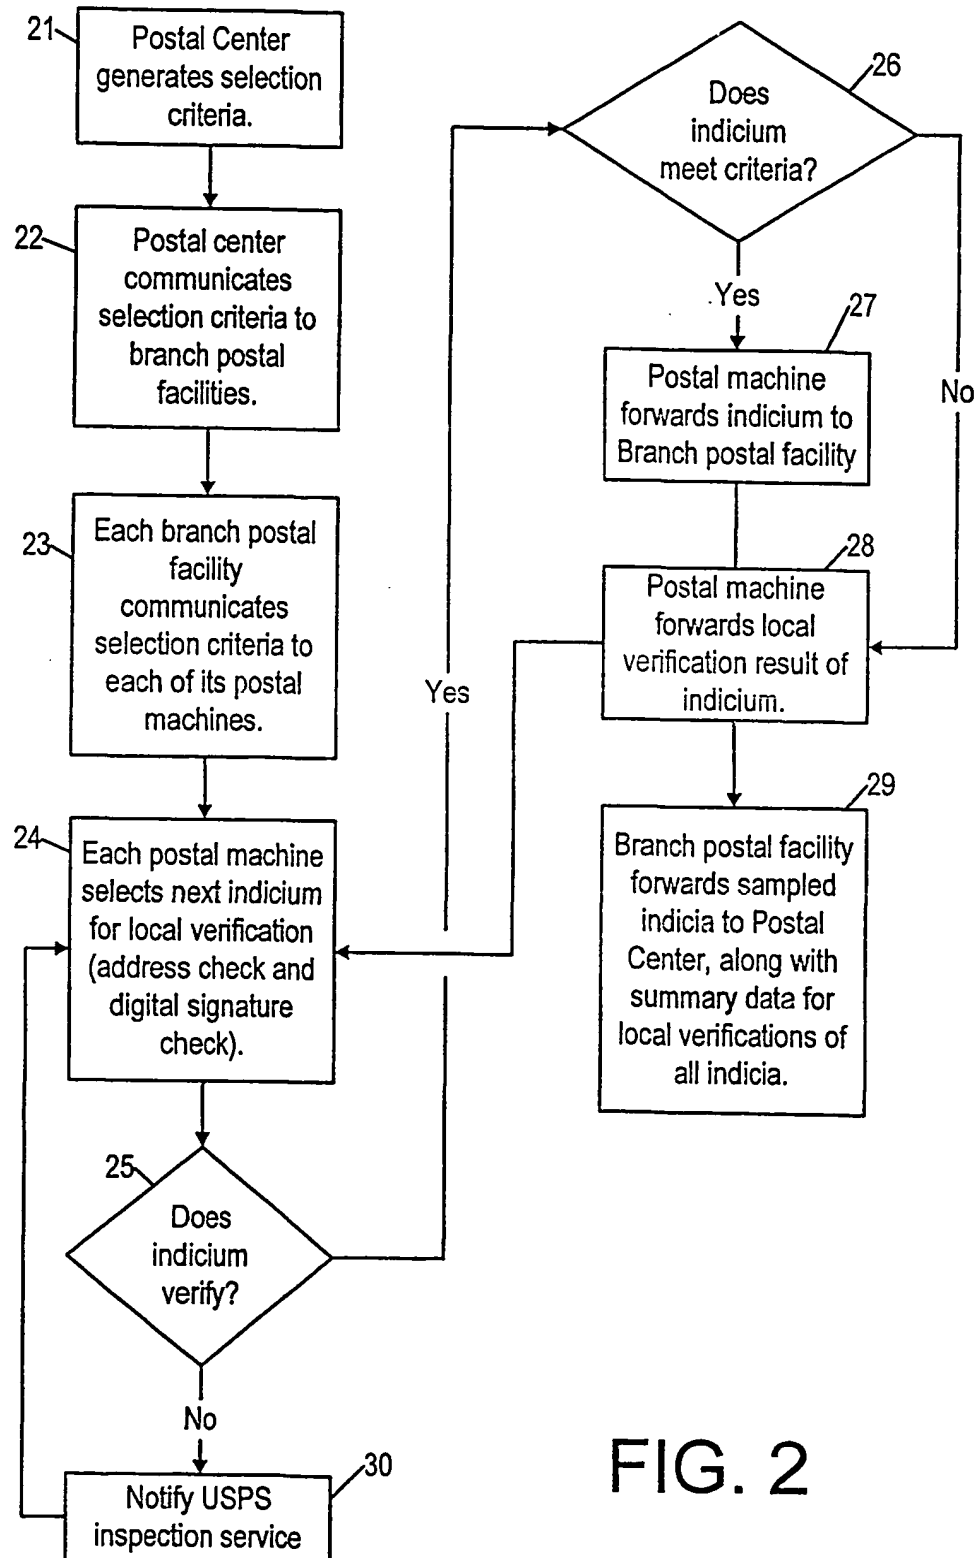 21
Postal Center
generates selection
criteria.
22
Postal center
communicates
selection criteria to
branch postal
facilities.
23
Each branch postal
facility
communicates
selection criteria to
each of its postal
machines.
24
Each postal machine
selects next indicium
for local verification
(address check and
digital signature
check).
25
Does
indicium
verify?
No
30
Notify USPS
inspection service
Yes
26
Does
indicium
meet criteria?
Yes
No
27
Postal machine
forwards indicium to
Branch postal facility
28
Postal machine
forwards local
verification result of
indicium.
29
Branch postal facility
forwards sampled
indicia to Postal
Center, along with
summary data for
local verifications of
all indicia.
FIG. 2